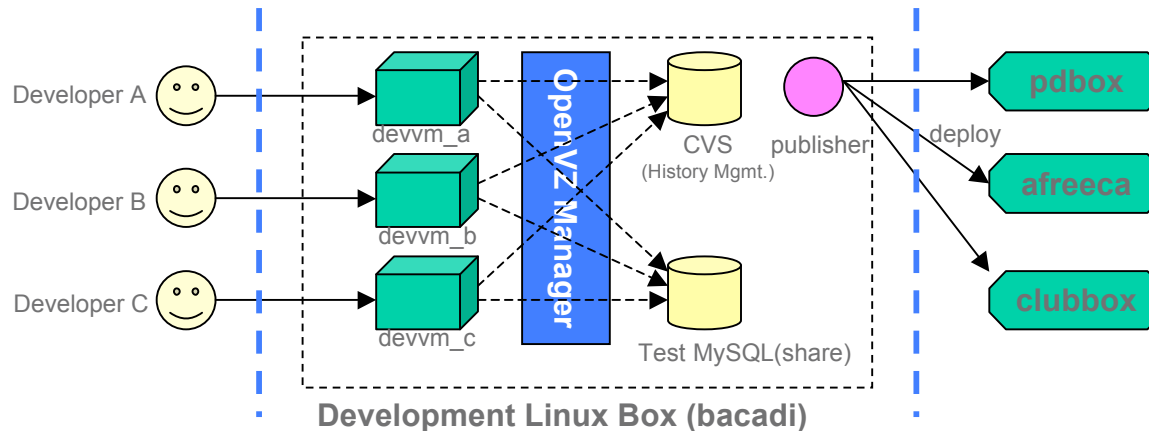 Developer A
devvm_a
OpenVZ Manager
CVS
(History Mgmt.)
publisher
pdbox
deploy
Developer B
devvm_b
afreeca
Developer C
devvm_c
Test MySQL(share)
clubbox
Development Linux Box (bacadi)